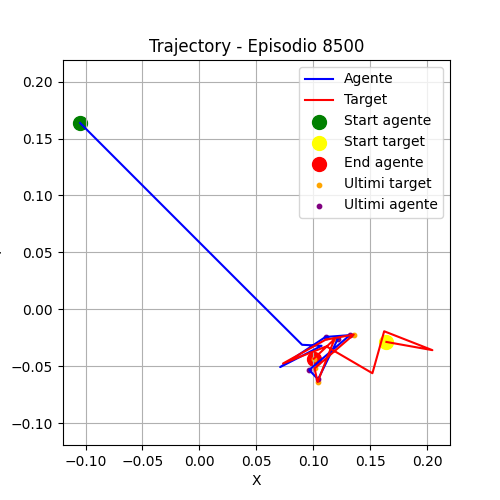 Trajectory - Episodio 8500
0.20
0.15
0.10
0.05
0.00
−0.05
−0.10
Agente
Target
Start agente
Start target
End agente
Ultimi target
Ultimi agente
−0.10
−0.05
0.00
0.05
0.10
0.15
0.20
X